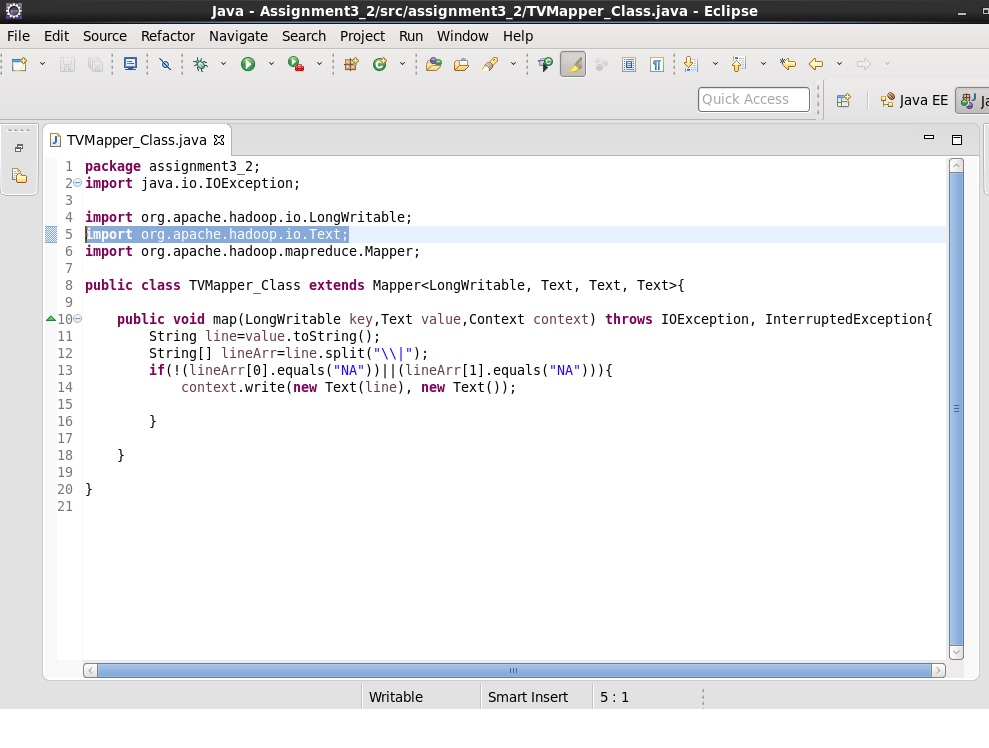 Java - Assignment3_2/src/assignment3_2/TVMapper_Class.java - Eclipse
File Edit Source Refactor Navigate Search Project Run Window Help
Quick Access
Java EE
Ja
TVMapper_Class.java
1 package assignment3_2;
2 import java.io.IOException;
3
4 import org.apache.hadoop.io.LongWritable;
5 import org.apache.hadoop.io.Text;
6 import org.apache.hadoop.mapreduce.Mapper;
7
8 public class TVMapper_Class extends Mapper<LongWritable, Text, Text, Text>{
9
10 public void map(LongWritable key,Text value,Context context) throws IOException, InterruptedException{
11 String line=value.toString();
12 String[] lineArr=line.split("\\|");
13 if(!(lineArr[0].equals("NA"))||(lineArr[1].equals("NA"))){
14 context.write(new Text(line), new Text());
15
16 }
17
18 }
19
20 }
21
Writable Smart Insert 5 : 1